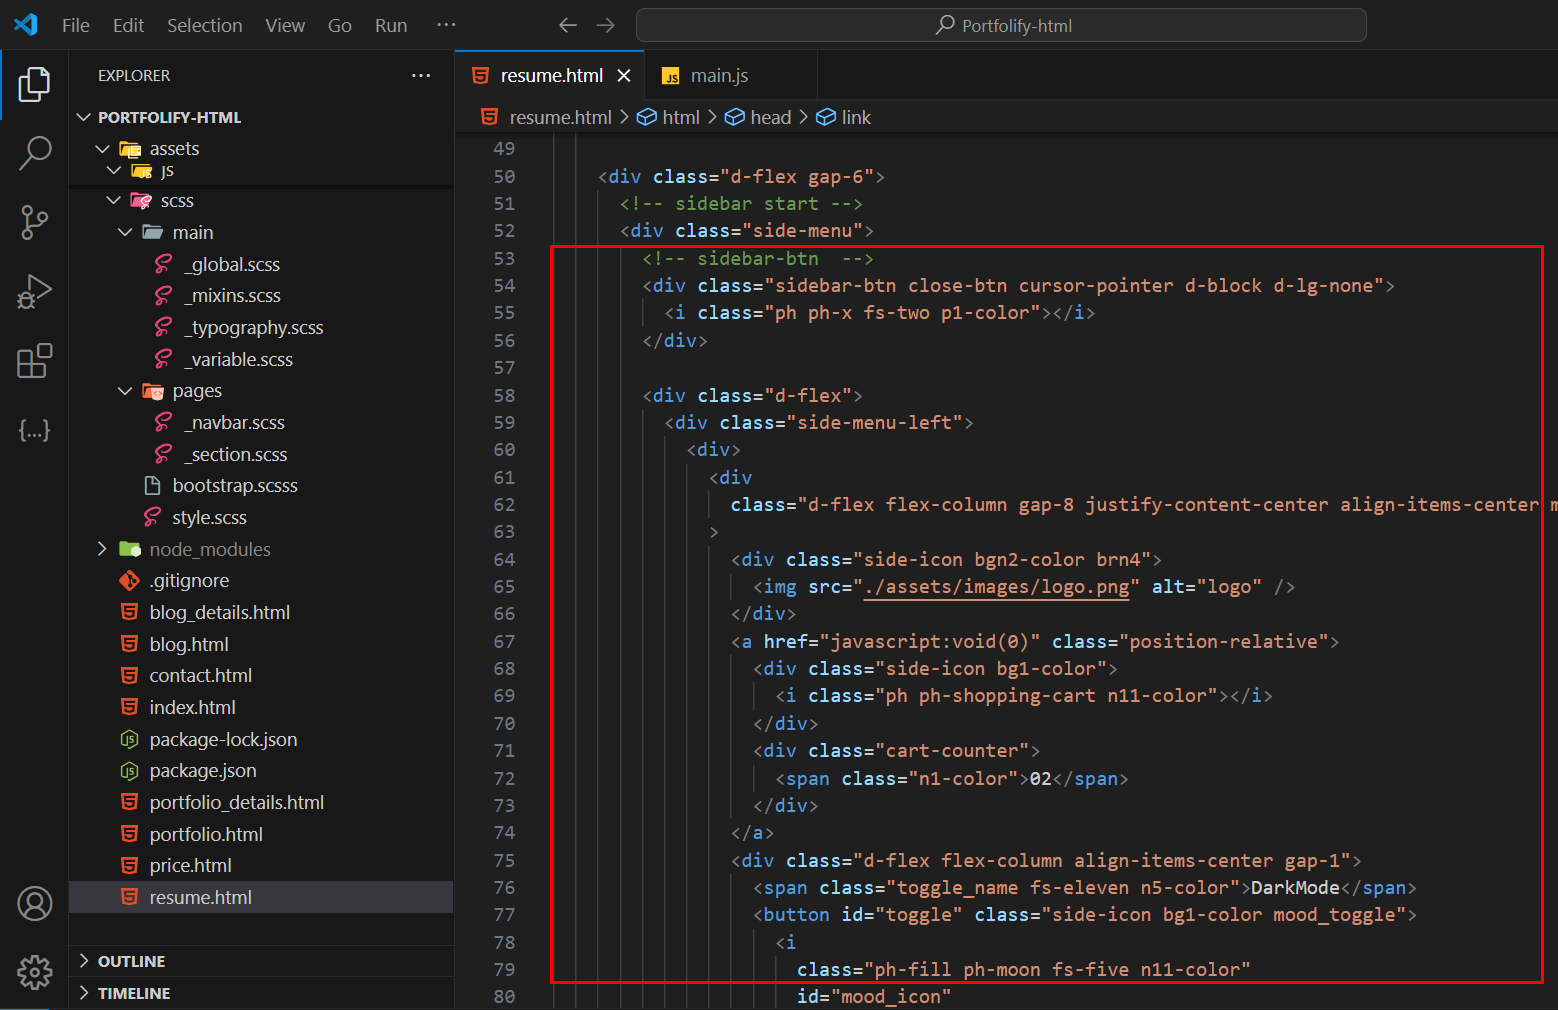 File Edit Selection View Go Run ··· ← → Portfolify-html
EXPLORER ···
PORTFOLIFY-HTML
assets
js
scss
main
_global.scss
_mixins.scss
_typography.scss
_variable.scss
pages
_navbar.scss
_section.scss
bootstrap.scsss
style.scss
node_modules
.gitignore
blog_details.html
blog.html
contact.html
index.html
package-lock.json
package.json
portfolio_details.html
portfolio.html
price.html
resume.html
OUTLINE
TIMELINE
resume.html × JS main.js
resume.html > html > head > link
49
50 <div class="d-flex gap-6">
51 <!-- sidebar start -->
52 <div class="side-menu">
53 <!-- sidebar-btn  -->
54 <div class="sidebar-btn close-btn cursor-pointer d-block d-lg-none">
55 <i class="ph ph-x fs-two p1-color"></i>
56 </div>
57
58 <div class="d-flex">
59 <div class="side-menu-left">
60 <div>
61 <div
62 class="d-flex flex-column gap-8 justify-content-center align-items-center
63 >
64 <div class="side-icon bgn2-color brn4">
65 <img src="./assets/images/logo.png" alt="logo" />
66 </div>
67 <a href="javascript:void(0)" class="position-relative">
68 <div class="side-icon bg1-color">
69 <i class="ph ph-shopping-cart n11-color"></i>
70 </div>
71 <div class="cart-counter">
72 <span class="n1-color">02</span>
73 </div>
74 </a>
75 <div class="d-flex flex-column align-items-center gap-1">
76 <span class="toggle_name fs-eleven n5-color">DarkMode</span>
77 <button id="toggle" class="side-icon bg1-color mood_toggle">
78 <i
79 class="ph-fill ph-moon fs-five n11-color"
80 id="mood_icon"